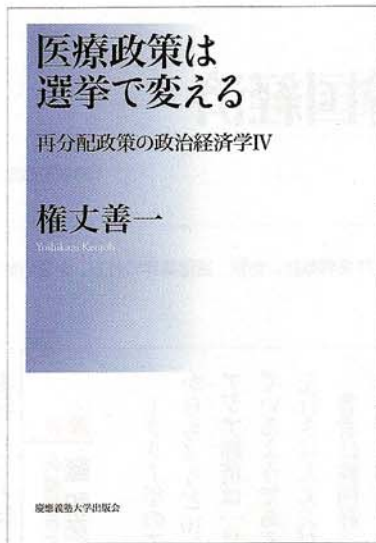 医療政策は
選挙で変える
再分配政策の政治経済学IV
権丈善一
Yoshikazu Kenjoh
慶應義塾大学出版会